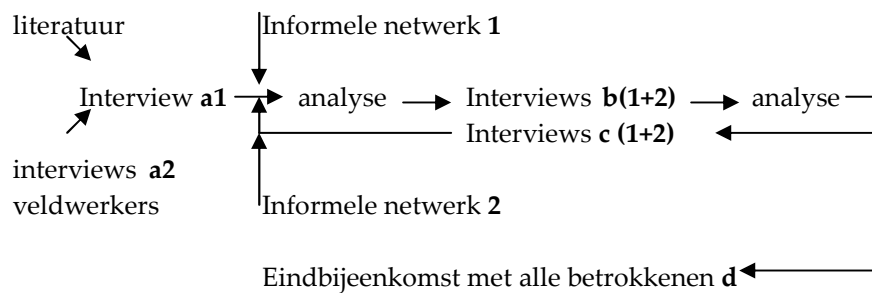 literatuur
Informele netwerk 1
Interview a1
analyse
Interviews b(1+2)
analyse
Interviews c (1+2)
interviews a2
veldwerkers
Informele netwerk 2
Eindbijeenkomst met alle betrokkenen d